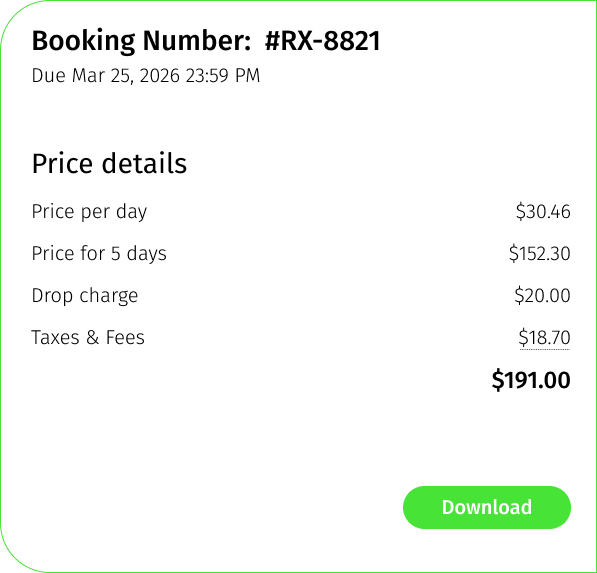 Booking Number: #RX-8821
Due Mar 25, 2026 23:59 PM
Price details
Price per day $30.46
Price for 5 days $152.30
Drop charge $20.00
Taxes & Fees $18.70
$191.00
Download